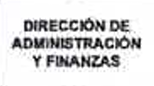 DIRECCIÓN DE
ADMINISTRACIÓN
Y FINANZAS